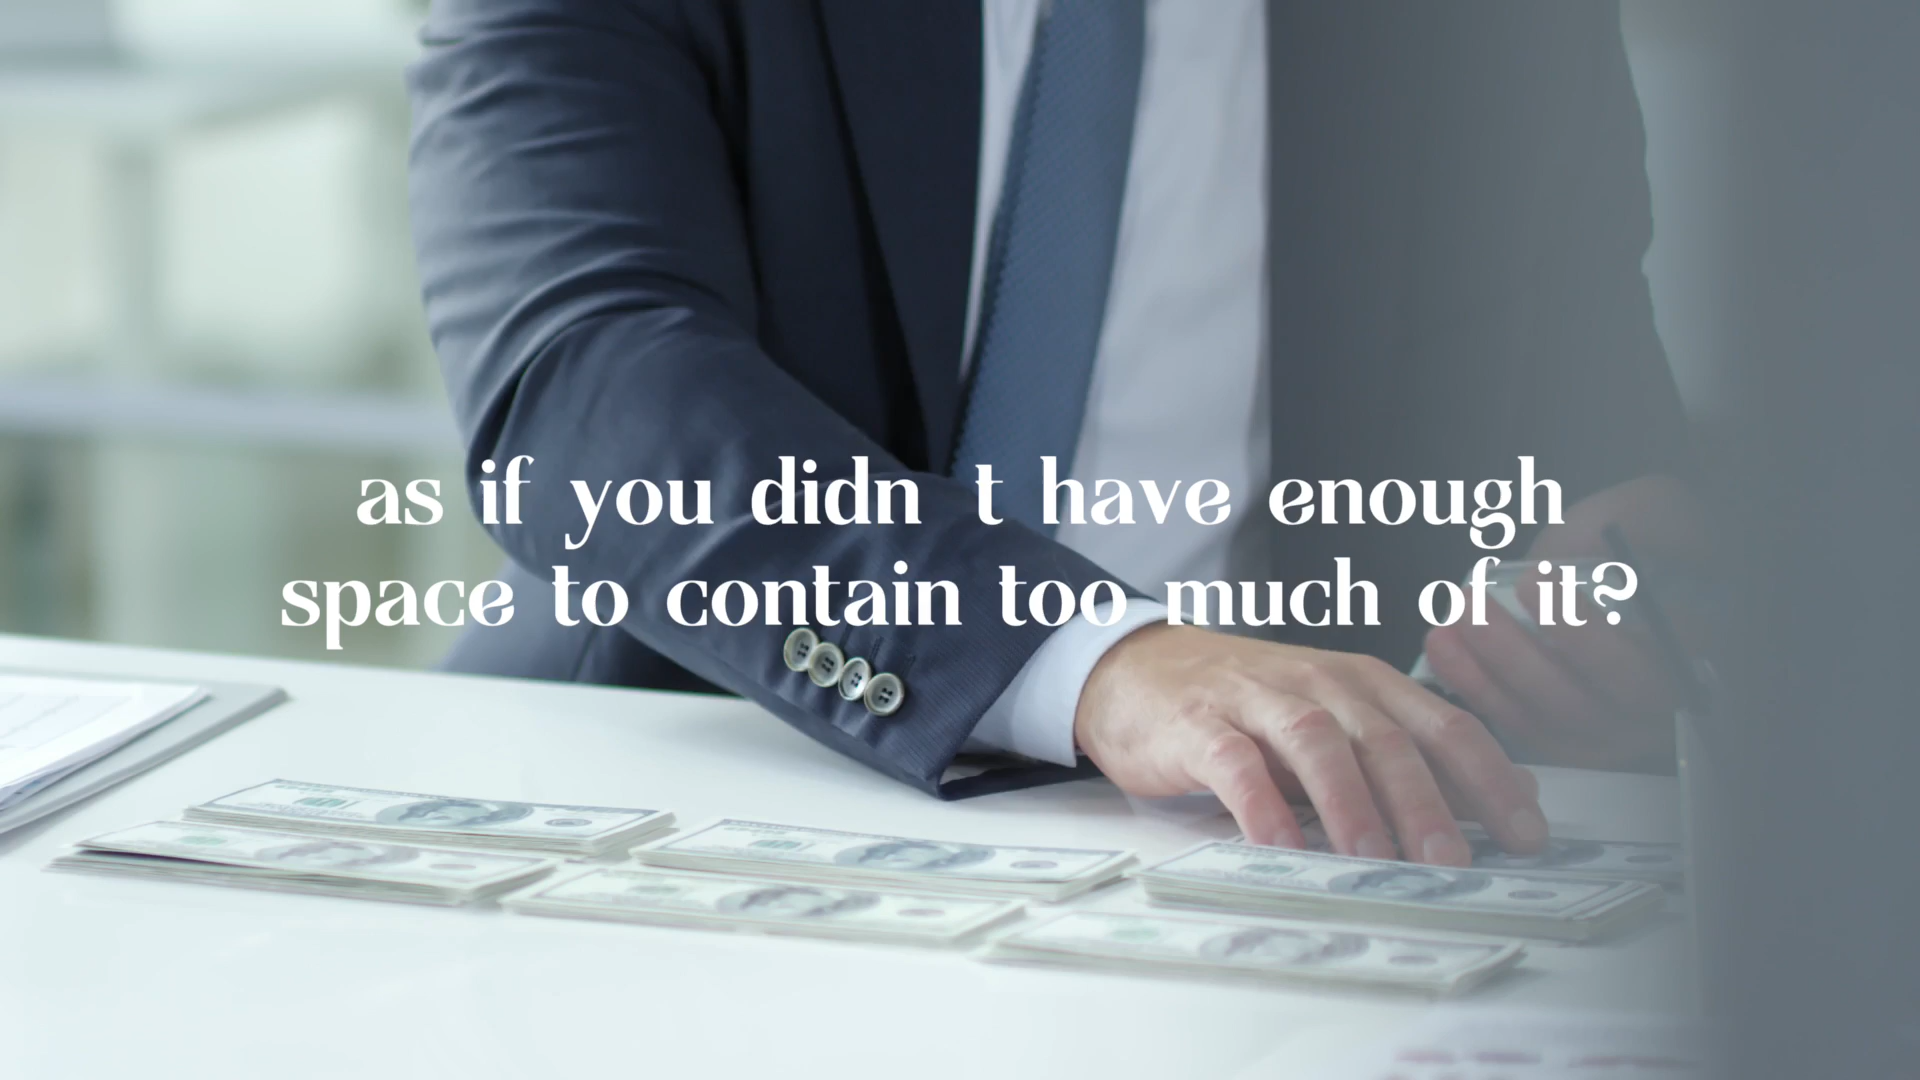 as if you didn t have enough
space to contain too much of it?